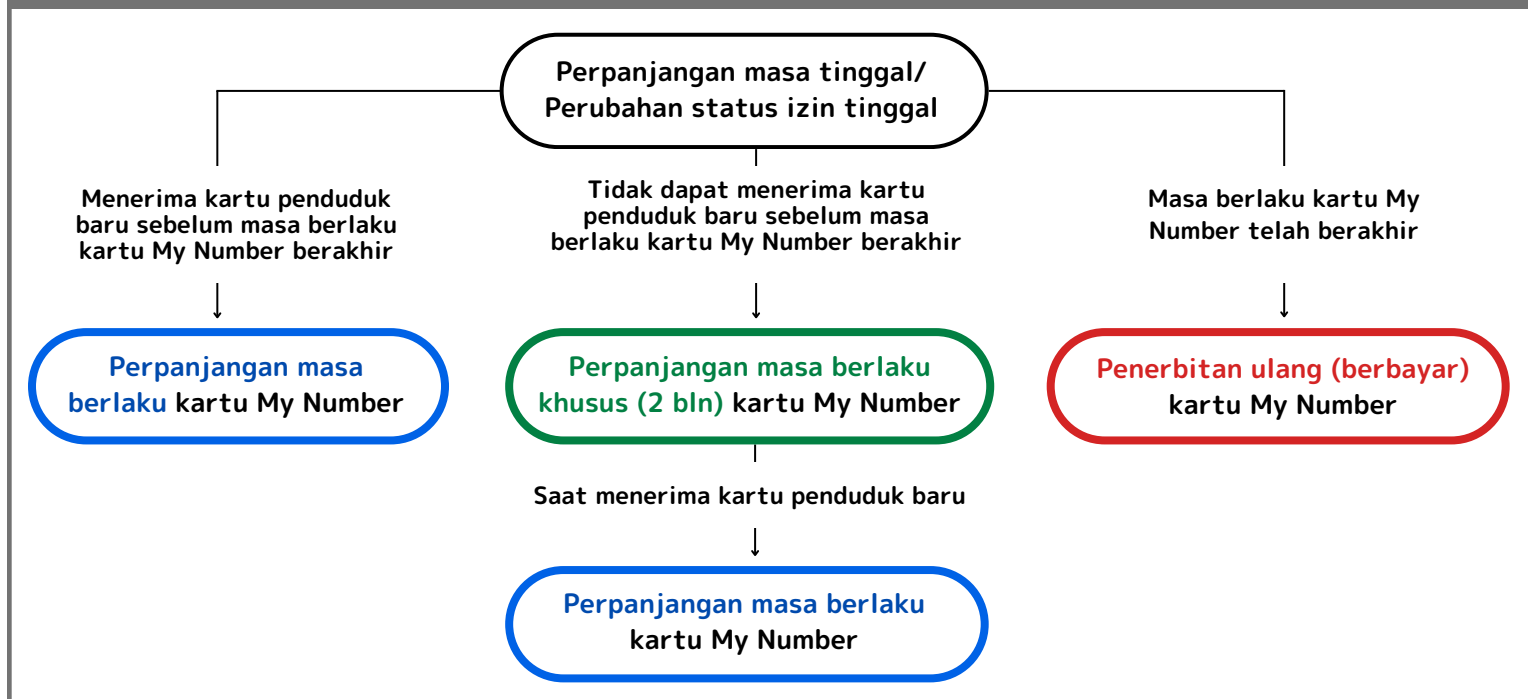 Perpanjangan masa tinggal/
Perubahan status izin tinggal
Menerima kartu penduduk
baru sebelum masa berlaku
kartu My Number berakhir
Tidak dapat menerima kartu
penduduk baru sebelum masa
berlaku kartu My Number berakhir
Masa berlaku kartu My
Number telah berakhir
Perpanjangan masa
berlaku kartu My Number
Perpanjangan masa berlaku
khusus (2 bln) kartu My Number
Penerbitan ulang (berbayar)
kartu My Number
Saat menerima kartu penduduk baru
Perpanjangan masa berlaku
kartu My Number